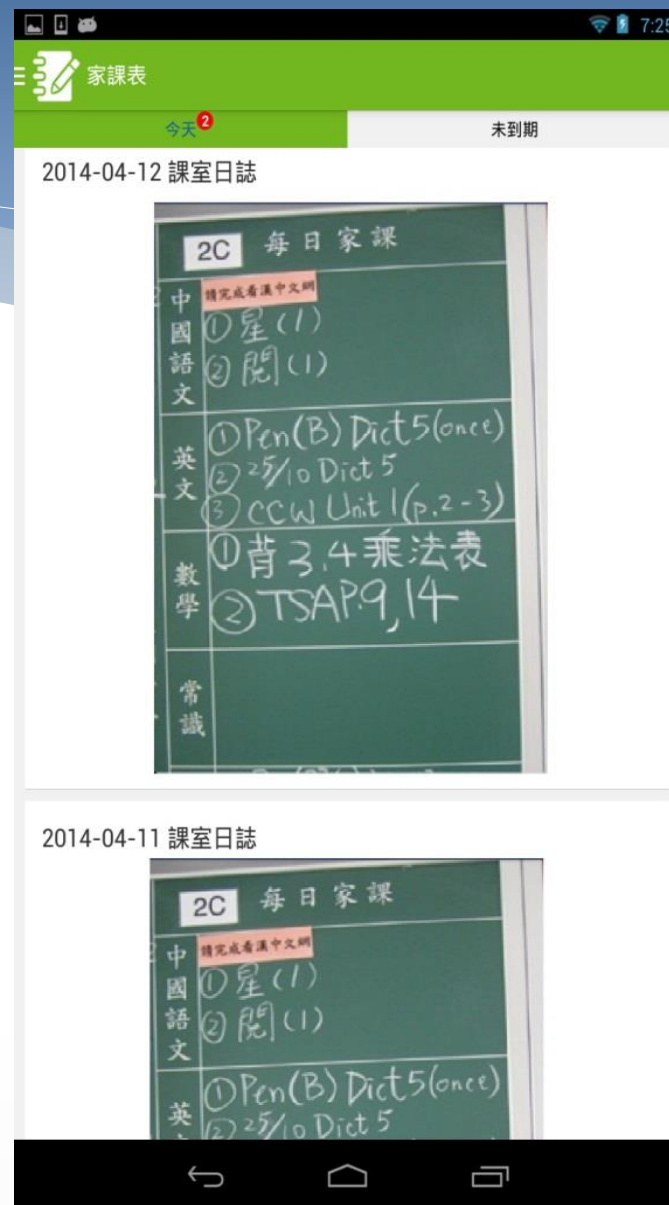 7:25
家課表
今天 2
未到期
2014-04-12 課室日誌
2C 每日家課
中國語文
請完成看漢中文網
① 星(1)
② 閱(1)
英文
① Pen(B) Dict 5(once)
② 25/10 Dict 5
③ CCW Unit 1(p.2-3)
數學
① 背3,4乘法表
② TSA P.9,14
常識
2014-04-11 課室日誌
2C 每日家課
中國語文
請完成看漢中文網
① 星(1)
② 閱(1)
英
① Pen(B) Dict 5(once)
② 25/10 Dict 5